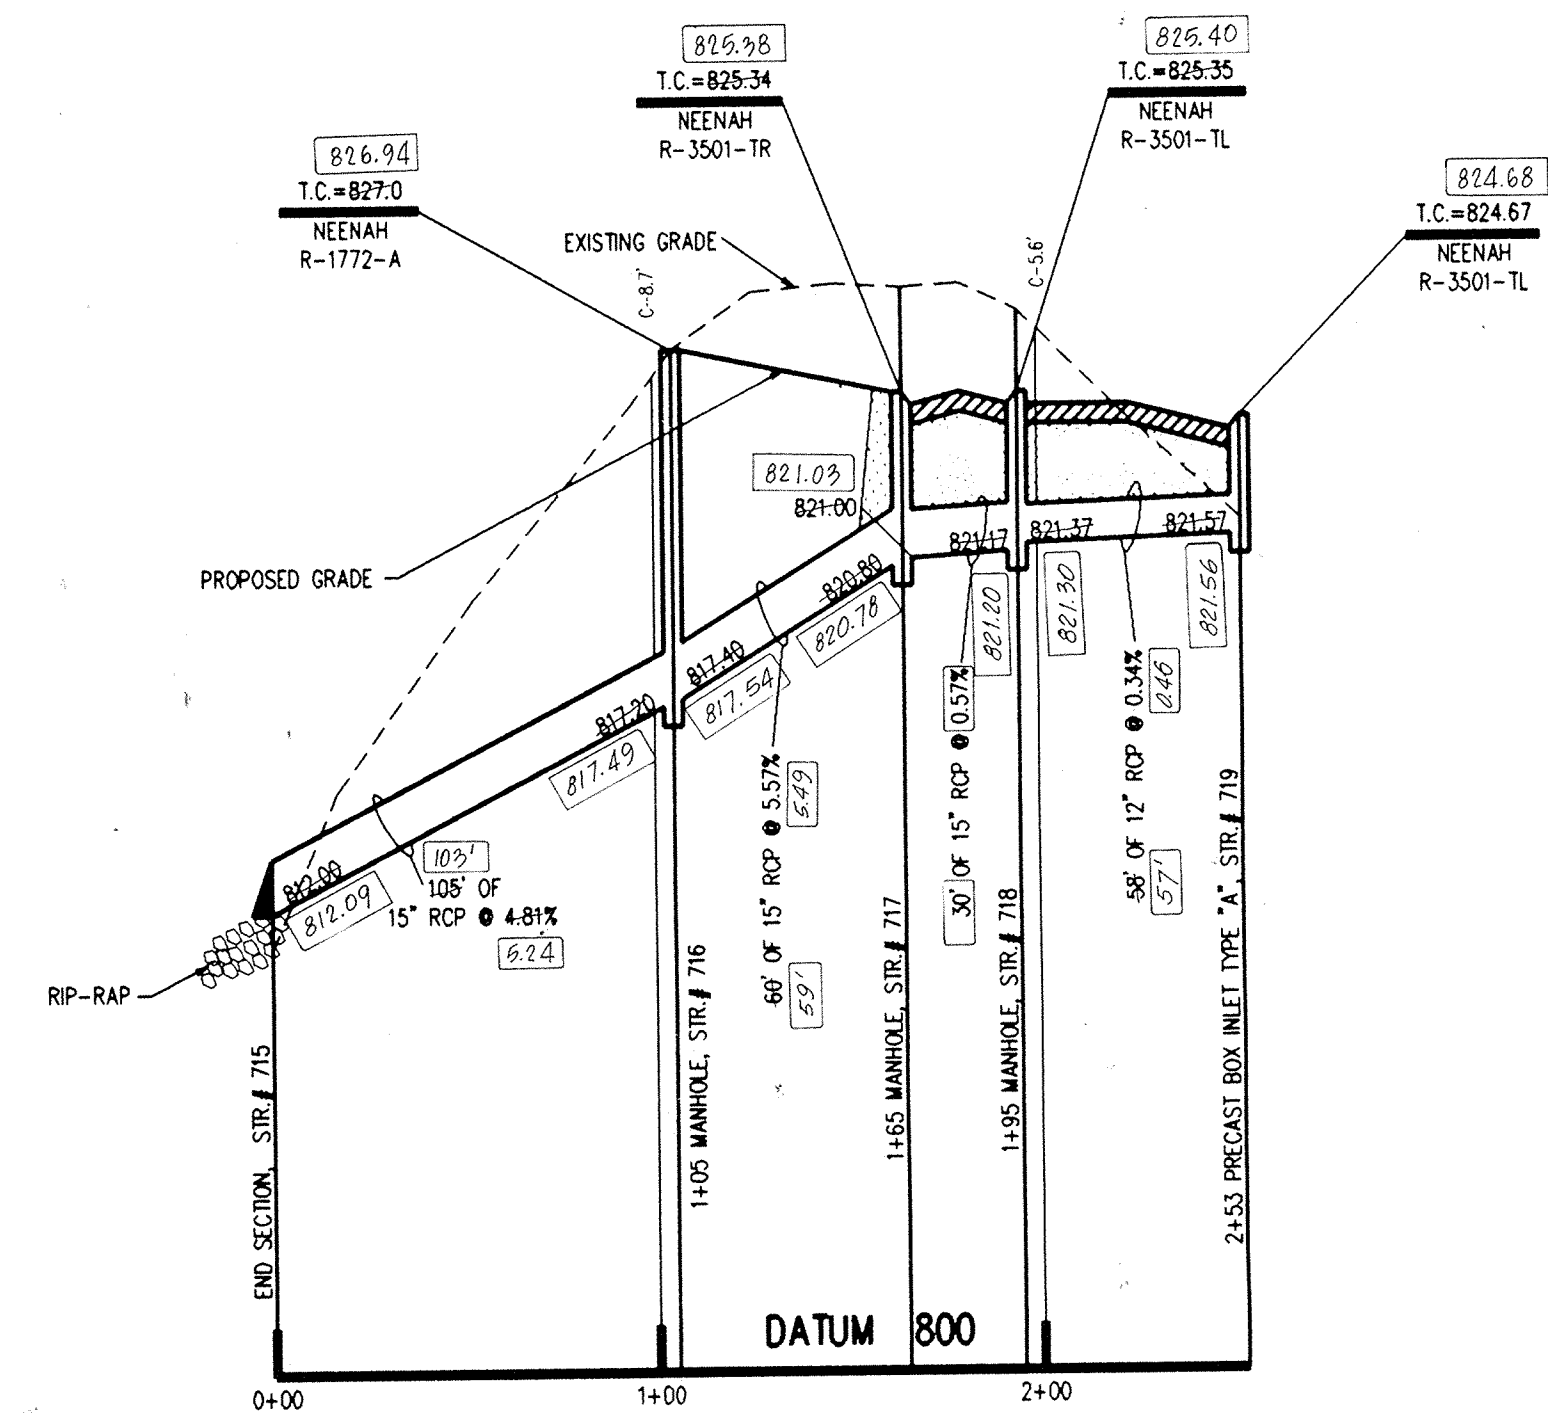 825.38
T.C.=825.34
NEENAH
R-3501-TR
825.40
T.C.=825.35
NEENAH
R-3501-TL
826.94
T.C.=827.0
NEENAH
R-1772-A
824.68
T.C.=824.67
NEENAH
R-3501-TL
EXISTING GRADE
C-8.7'
C-5.6'
PROPOSED GRADE
821.03
821.00
821.17
821.37
821.57
821.20
821.30
821.56
820.80
820.78
817.40
817.54
817.20
817.49
812.00
812.09
103'
105' OF
15" RCP @ 4.81%
5.24
60' OF 15" RCP @ 5.57%
59'
5.49
30' OF 15" RCP @ 0.57%
58' OF 12" RCP @ 0.34%
57'
0.46
RIP-RAP
END SECTION, STR.# 715
1+05 MANHOLE, STR.# 716
1+65 MANHOLE, STR.# 717
1+95 MANHOLE, STR.# 718
2+53 PRECAST BOX INLET TYPE "A", STR.# 719
DATUM 800
0+00
1+00
2+00